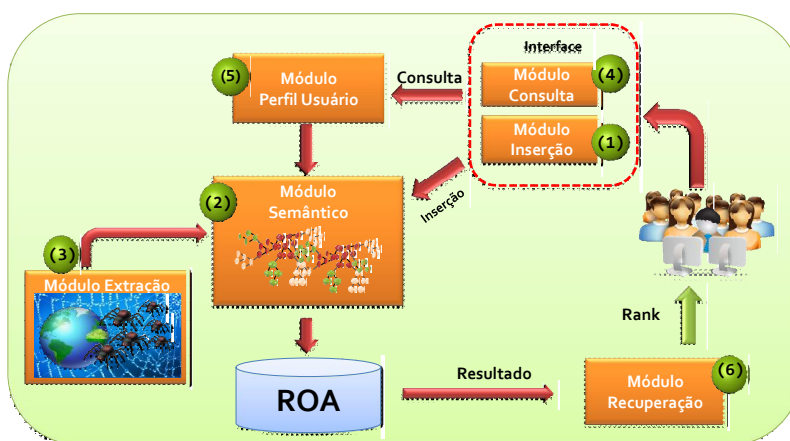 Interface
(5)
Módulo
Perfil Usuário
Consulta
Módulo
Consulta
(4)
Módulo
Inserção
(1)
Inserção
(2)
Módulo
Semântico
(3)
Módulo Extração
Rank
ROA
Resultado
Módulo
Recuperação
(6)